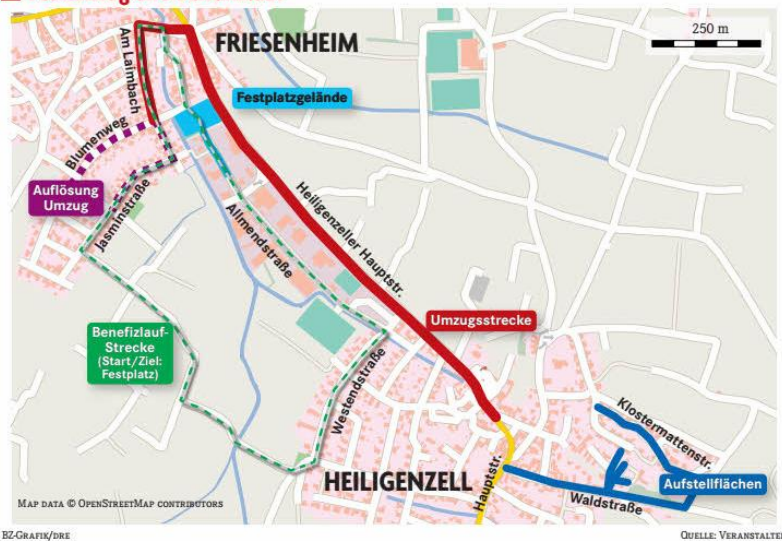 FRIESENHEIM
250 m
Am Laimbach
Festplatzgelände
Blumenweg
Auflösung
Umzug
Jasminstraße
Allmendstraße
Heiligenzeller Hauptstr.
Umzugsstrecke
Benefizlauf-
Strecke
(Start/Ziel:
Festplatz)
Westendstraße
Klostermattenstr.
HEILIGENZELL
Hauptstr.
Waldstraße
Aufstellflächen
MAP DATA © OPENSTREETMAP CONTRIBUTORS
BZ-GRAFIK/DRE
QUELLE: VERANSTALTE